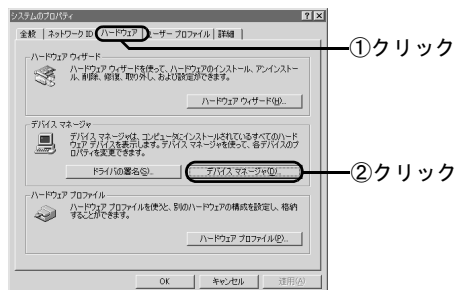 システムのプロパティ
全般 ネットワーク ID ハードウェア ユーザー プロファイル 詳細
①クリック
ハードウェア ウィザード
ハードウェア ウィザードを使って、ハードウェアのインストール、アンインストー
ル、削除、修復、取り外し、および設定ができます。
ハードウェア ウィザード(H)...
デバイス マネージャ
デバイス マネージャは、コンピュータにインストールされているすべてのハード
ウェア デバイスを表示します。デバイス マネージャを使って、各デバイスのプ
ロパティを変更できます。
ドライバの署名(S)... デバイス マネージャ(D)...
②クリック
ハードウェア プロファイル
ハードウェア プロファイルを使うと、別のハードウェアの構成を設定し、格納
することができます。
ハードウェア プロファイル(P)...
OK キャンセル 適用(A)